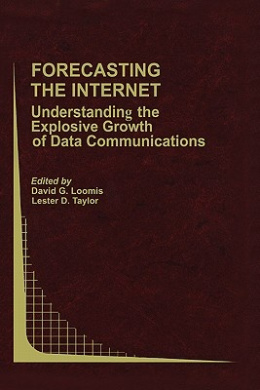 FORECASTING
THE INTERNET
Understanding the
Explosive Growth
of Data Communications
Edited by
David G. Loomis
Lester D. Taylor